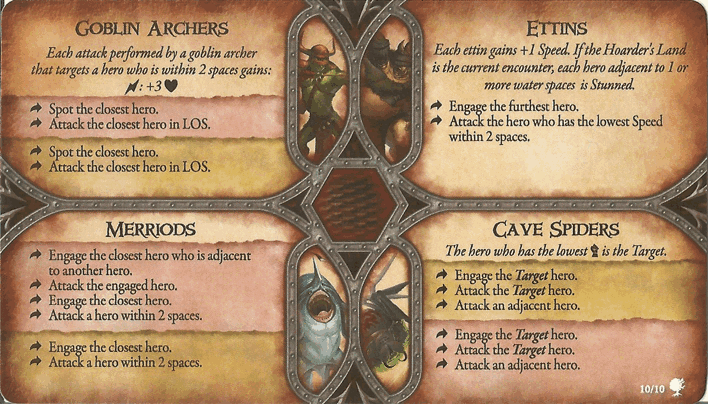 GOBLIN ARCHERS
Each attack performed by a goblin archer
that targets a hero who is within 2 spaces gains:
: +3
Spot the closest hero.
Attack the closest hero in LOS.
Spot the closest hero.
Attack the closest hero in LOS.
ETTINS
Each ettin gains +1 Speed. If the Hoarder's Land
is the current encounter, each hero adjacent to 1 or
more water spaces is Stunned.
Engage the furthest hero.
Attack the hero who has the lowest Speed
within 2 spaces.
MERRIODS
Engage the closest hero who is adjacent
to another hero.
Attack the engaged hero.
Engage the closest hero.
Attack a hero within 2 spaces.
Engage the closest hero.
Attack a hero within 2 spaces.
CAVE SPIDERS
The hero who has the lowest is the Target.
Engage the Target hero.
Attack the Target hero.
Attack an adjacent hero.
Engage the Target hero.
Attack the Target hero.
Attack an adjacent hero.
10/10